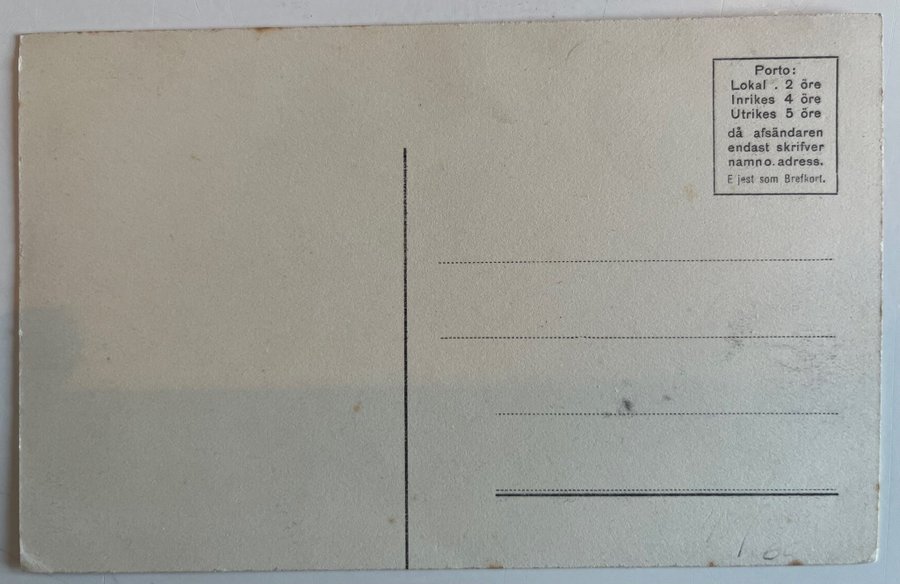 Porto:
Lokal . 2 öre
Inrikes 4 öre
Utrikes 5 öre
då afsändaren
endast skrifver
namn o. adress.
E jest som Brefkort.